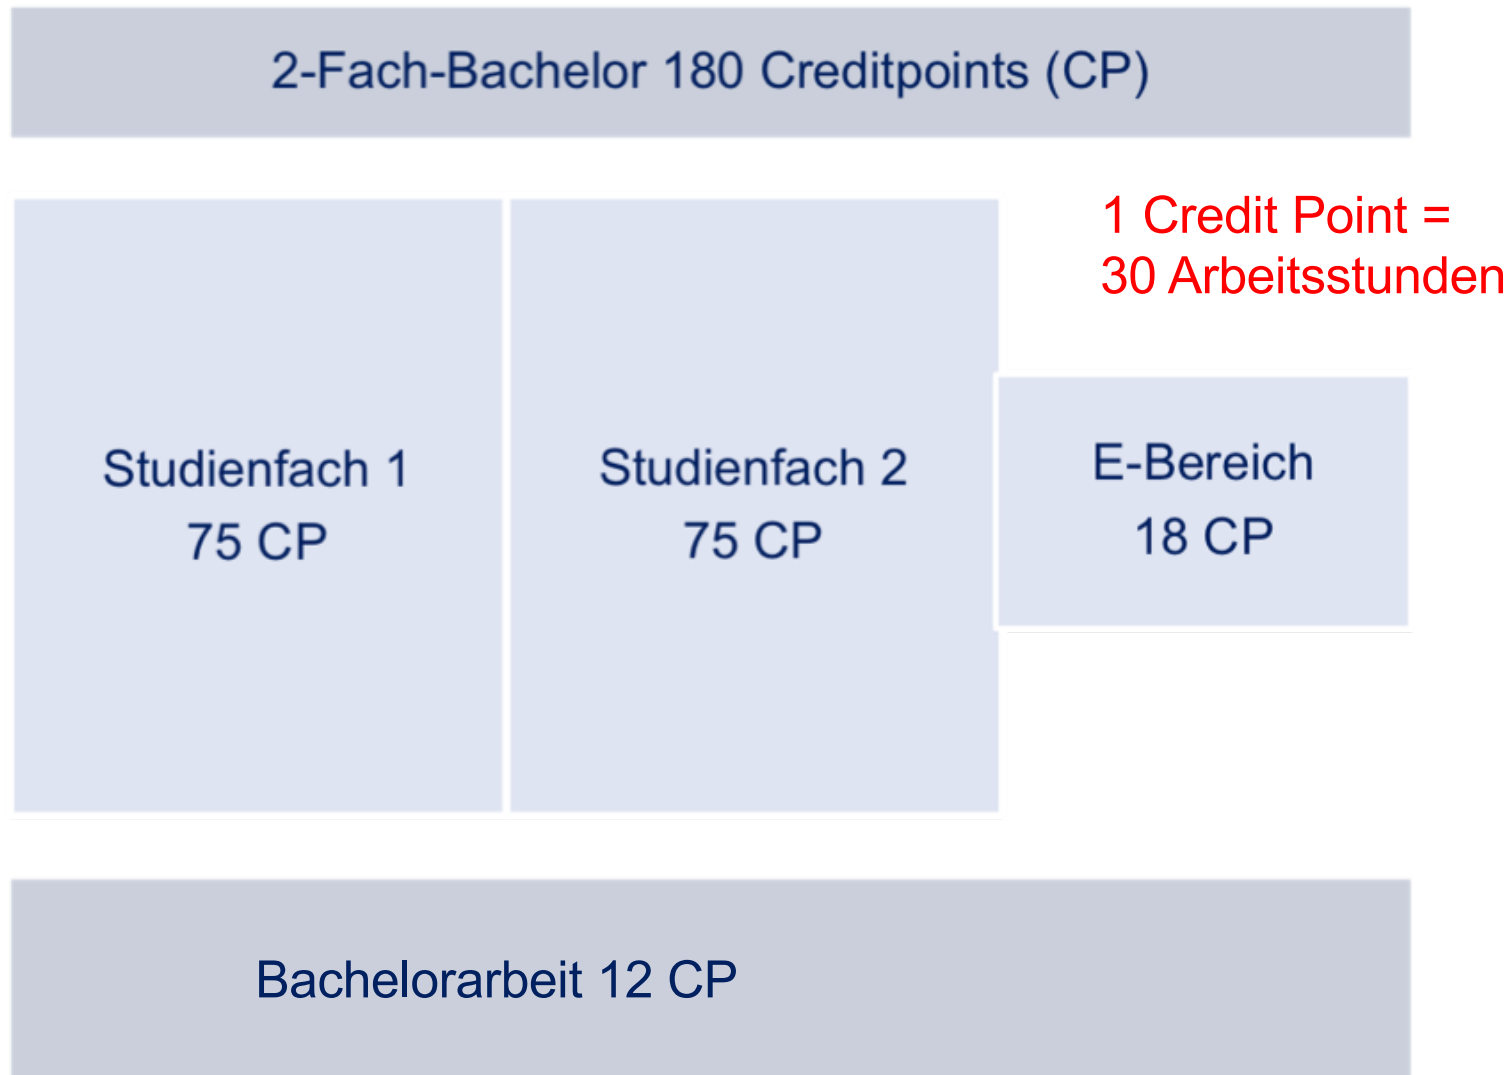 2-Fach-Bachelor 180 Creditpoints (CP)
1 Credit Point =
30 Arbeitsstunden
Studienfach 1
75 CP
Studienfach 2
75 CP
E-Bereich
18 CP
Bachelorarbeit 12 CP